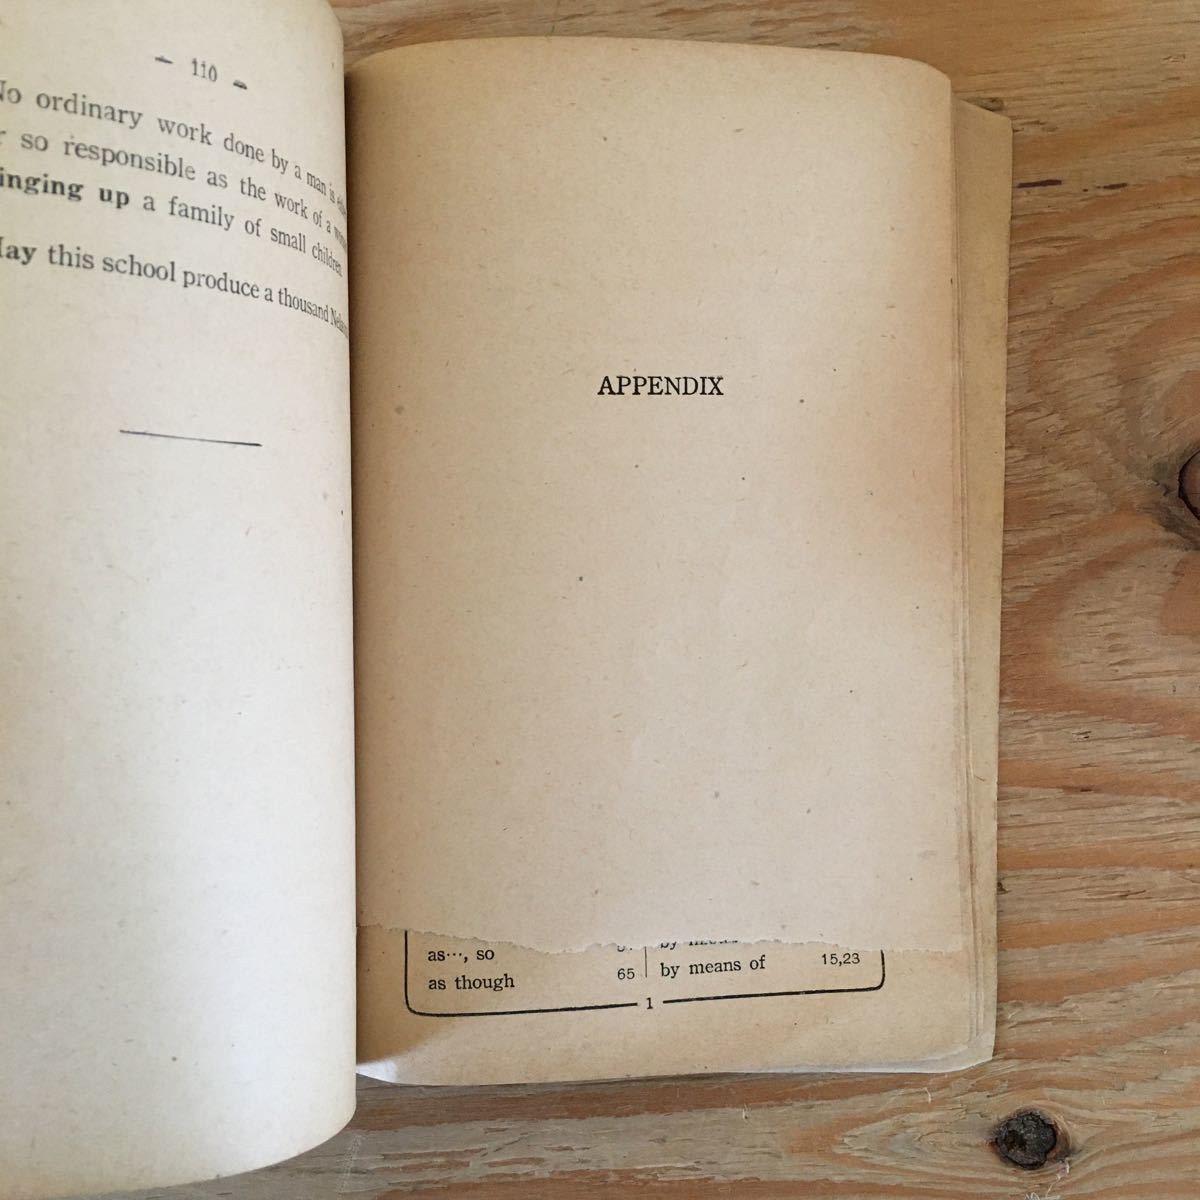 - 110 -
No ordinary work done by a man is
so responsible as the work of a
inging up a family of small children.
May this school produce a thousand
APPENDIX
as…, so
as though 65
by means of 15,23
1